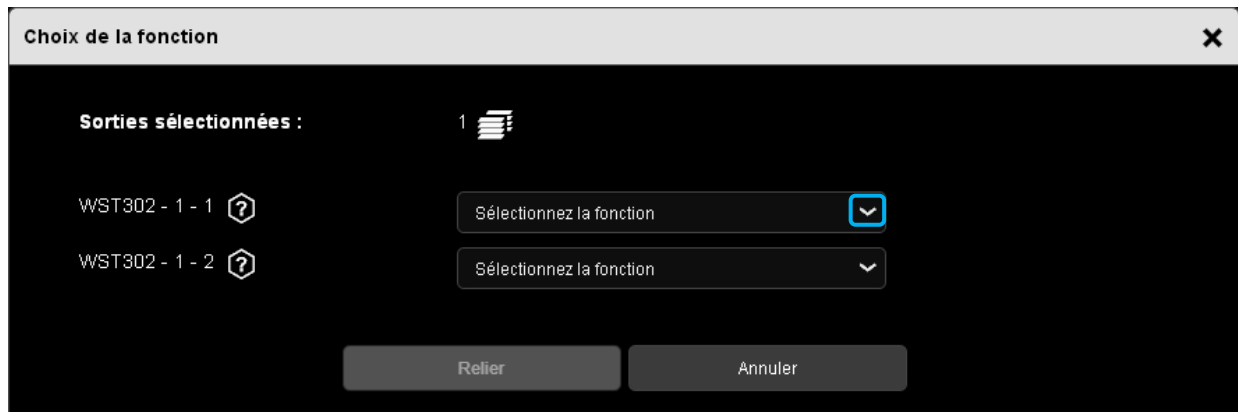 Choix de la fonction
Sorties sélectionnées : 1
WST302 - 1 - 1 Sélectionnez la fonction
WST302 - 1 - 2 Sélectionnez la fonction
Relier Annuler